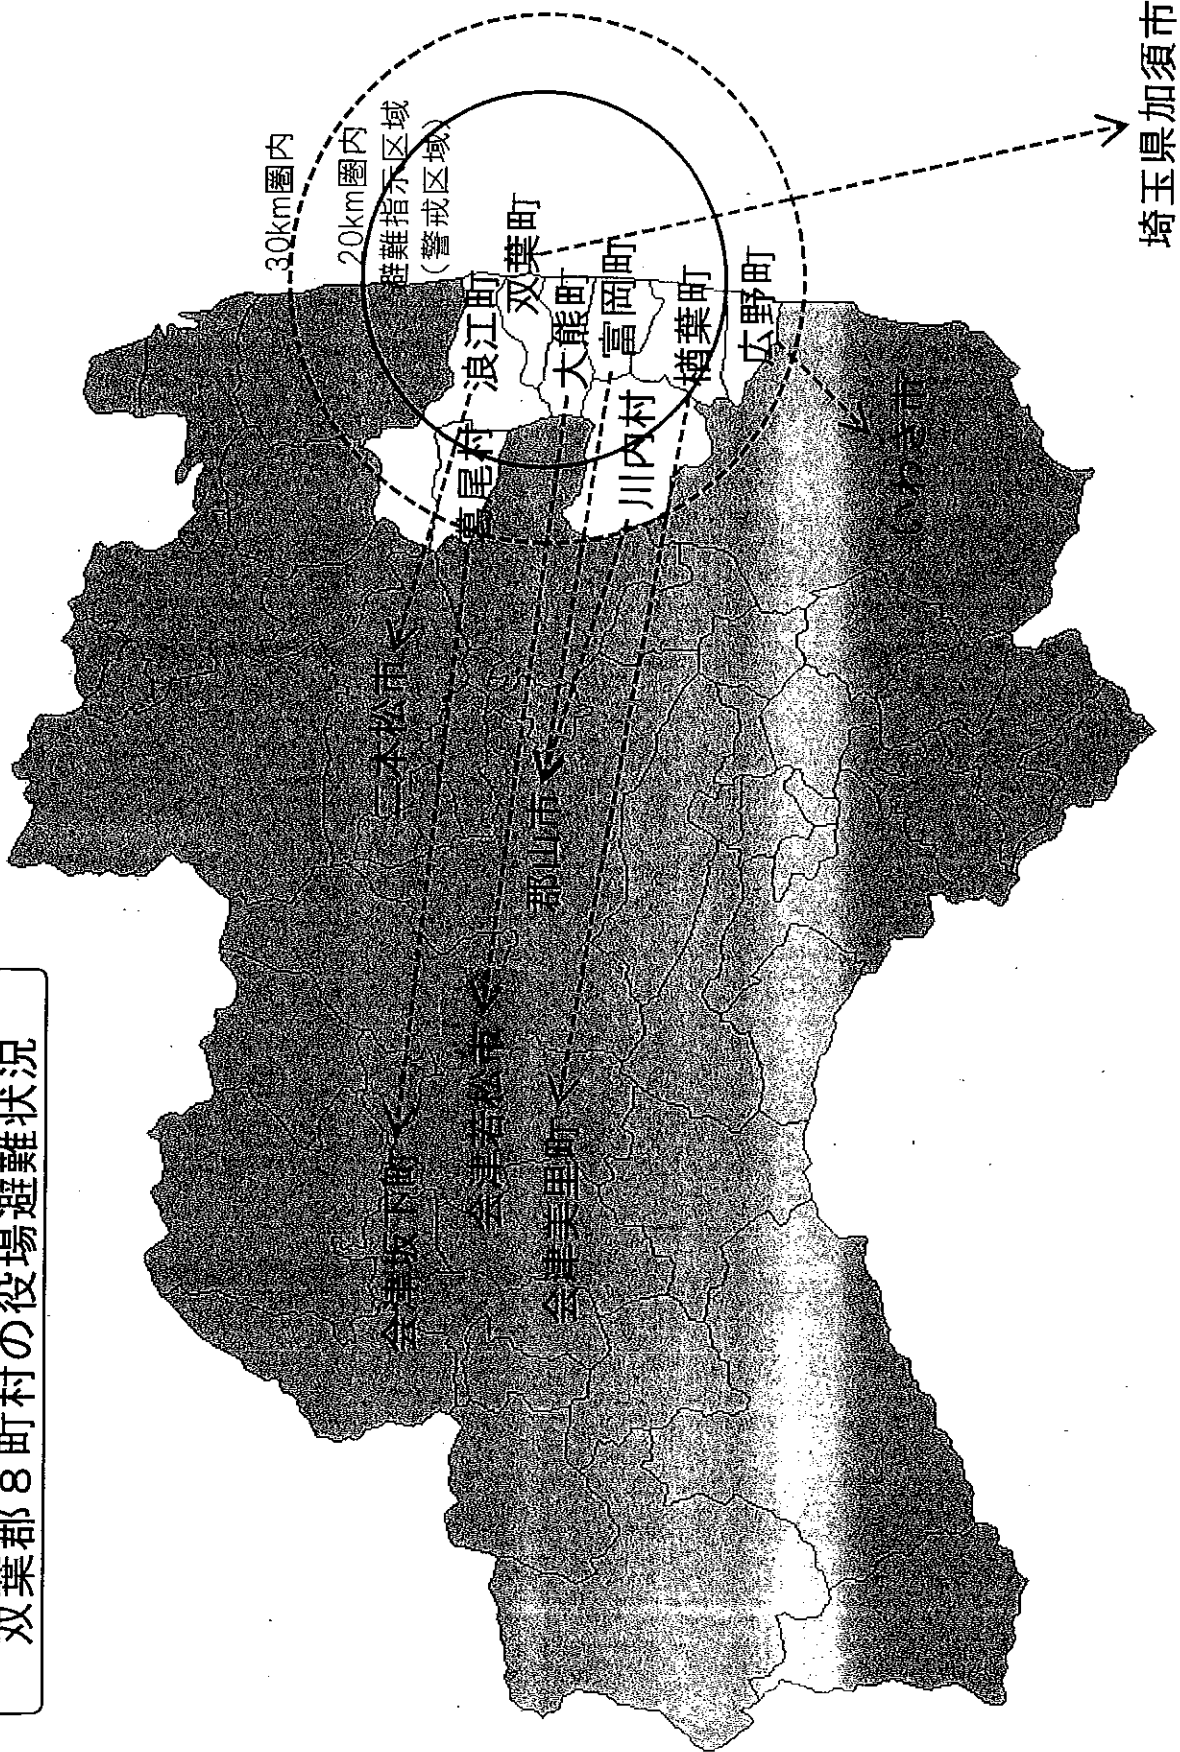 双葉郡８町村の役場避難状況
30km圏内
20km圏内
避難指示区域
（警戒区域）
浪江町
双葉町
大熊町
富岡町
楢葉町
広野町
葛尾村
川内村
二本松市
郡山市
いわき市
会津坂下町
会津若松市
会津美里町
埼玉県加須市